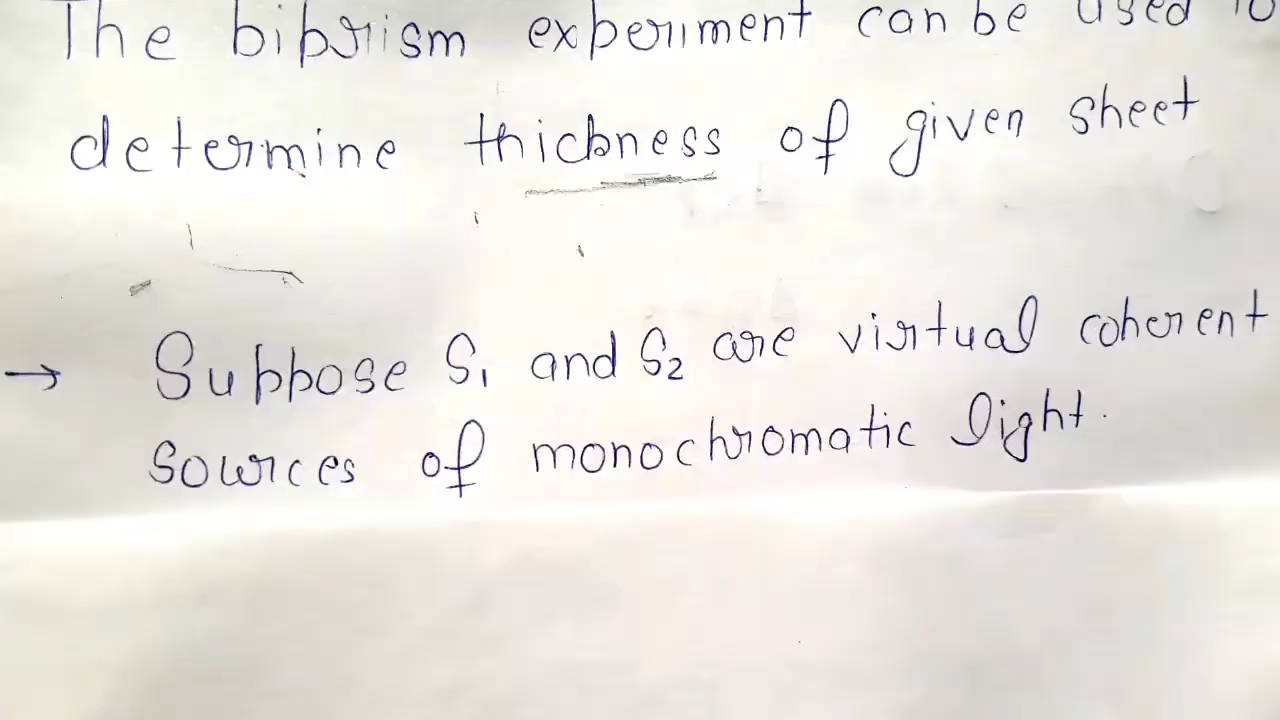 The biprism experiment can be used to
determine thickness of given sheet
→ Suppose S₁ and S₂ are virtual coherent
sources of monochromatic light.